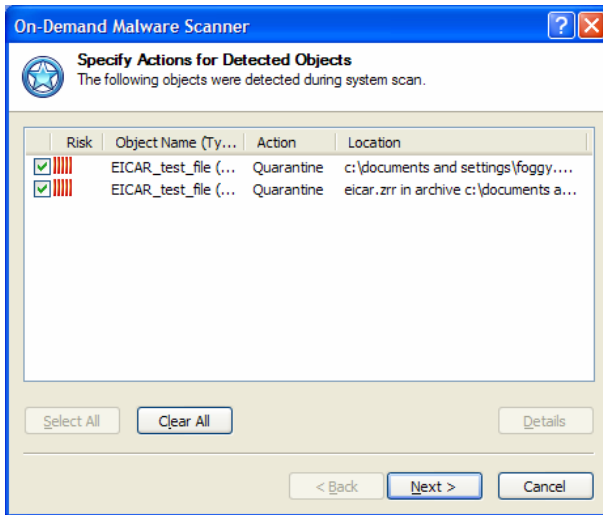 On-Demand Malware Scanner
Specify Actions for Detected Objects
The following objects were detected during system scan.
Risk Object Name (Ty... Action Location
EICAR_test_file (... Quarantine c:\documents and settings\foggy....
EICAR_test_file (... Quarantine eicar.zrr in archive c:\documents a...
Select All Clear All Details
< Back Next > Cancel